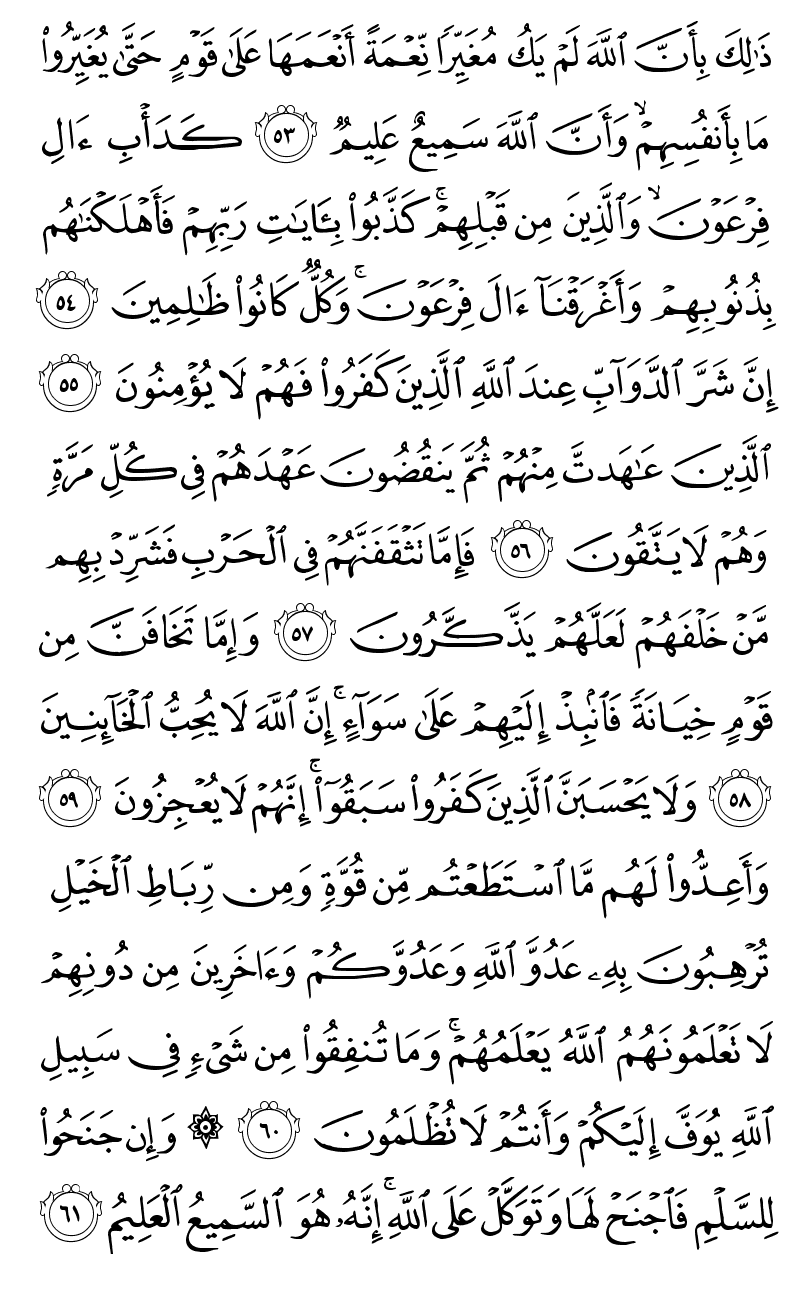 ذَٰلِكَ بِأَنَّ ٱللَّهَ لَمْ يَكُ مُغَيِّرًا نِّعْمَةً أَنْعَمَهَا عَلَىٰ قَوْمٍ حَتَّىٰ يُغَيِّرُوا۟
مَا بِأَنفُسِهِمْ ۙ وَأَنَّ ٱللَّهَ سَمِيعٌ عَلِيمٌ ٥٣ كَدَأْبِ ءَالِ
فِرْعَوْنَ ۙ وَٱلَّذِينَ مِن قَبْلِهِمْ ۚ كَذَّبُوا۟ بِـَٔايَـٰتِ رَبِّهِمْ فَأَهْلَكْنَـٰهُم
بِذُنُوبِهِمْ وَأَغْرَقْنَآ ءَالَ فِرْعَوْنَ ۚ وَكُلٌّ كَانُوا۟ ظَـٰلِمِينَ ٥٤
إِنَّ شَرَّ ٱلدَّوَآبِّ عِندَ ٱللَّهِ ٱلَّذِينَ كَفَرُوا۟ فَهُمْ لَا يُؤْمِنُونَ ٥٥
ٱلَّذِينَ عَـٰهَدتَّ مِنْهُمْ ثُمَّ يَنقُضُونَ عَهْدَهُمْ فِى كُلِّ مَرَّةٍ
وَهُمْ لَا يَتَّقُونَ ٥٦ فَإِمَّا تَثْقَفَنَّهُمْ فِى ٱلْحَرْبِ فَشَرِّدْ بِهِم
مَّنْ خَلْفَهُمْ لَعَلَّهُمْ يَذَّكَّرُونَ ٥٧ وَإِمَّا تَخَافَنَّ مِن
قَوْمٍ خِيَانَةً فَٱنۢبِذْ إِلَيْهِمْ عَلَىٰ سَوَآءٍ ۚ إِنَّ ٱللَّهَ لَا يُحِبُّ ٱلْخَآئِنِينَ
٥٨ وَلَا يَحْسَبَنَّ ٱلَّذِينَ كَفَرُوا۟ سَبَقُوٓا۟ ۚ إِنَّهُمْ لَا يُعْجِزُونَ ٥٩
وَأَعِدُّوا۟ لَهُم مَّا ٱسْتَطَعْتُم مِّن قُوَّةٍ وَمِن رِّبَاطِ ٱلْخَيْلِ
تُرْهِبُونَ بِهِۦ عَدُوَّ ٱللَّهِ وَعَدُوَّكُمْ وَءَاخَرِينَ مِن دُونِهِمْ
لَا تَعْلَمُونَهُمُ ٱللَّهُ يَعْلَمُهُمْ ۚ وَمَا تُنفِقُوا۟ مِن شَىْءٍ فِى سَبِيلِ
ٱللَّهِ يُوَفَّ إِلَيْكُمْ وَأَنتُمْ لَا تُظْلَمُونَ ٦٠ ۞ وَإِن جَنَحُوا۟
لِلسَّلْمِ فَٱجْنَحْ لَهَا وَتَوَكَّلْ عَلَى ٱللَّهِ ۚ إِنَّهُۥ هُوَ ٱلسَّمِيعُ ٱلْعَلِيمُ ٦١